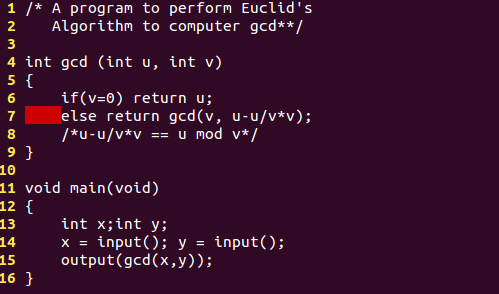 1 /* A program to perform Euclid's
2    Algorithm to computer gcd**/
3
4 int gcd (int u, int v)
5 {
6     if(v=0) return u;
7     else return gcd(v, u-u/v*v);
8     /*u-u/v*v == u mod v*/
9 }
10
11 void main(void)
12 {
13     int x;int y;
14     x = input(); y = input();
15     output(gcd(x,y));
16 }